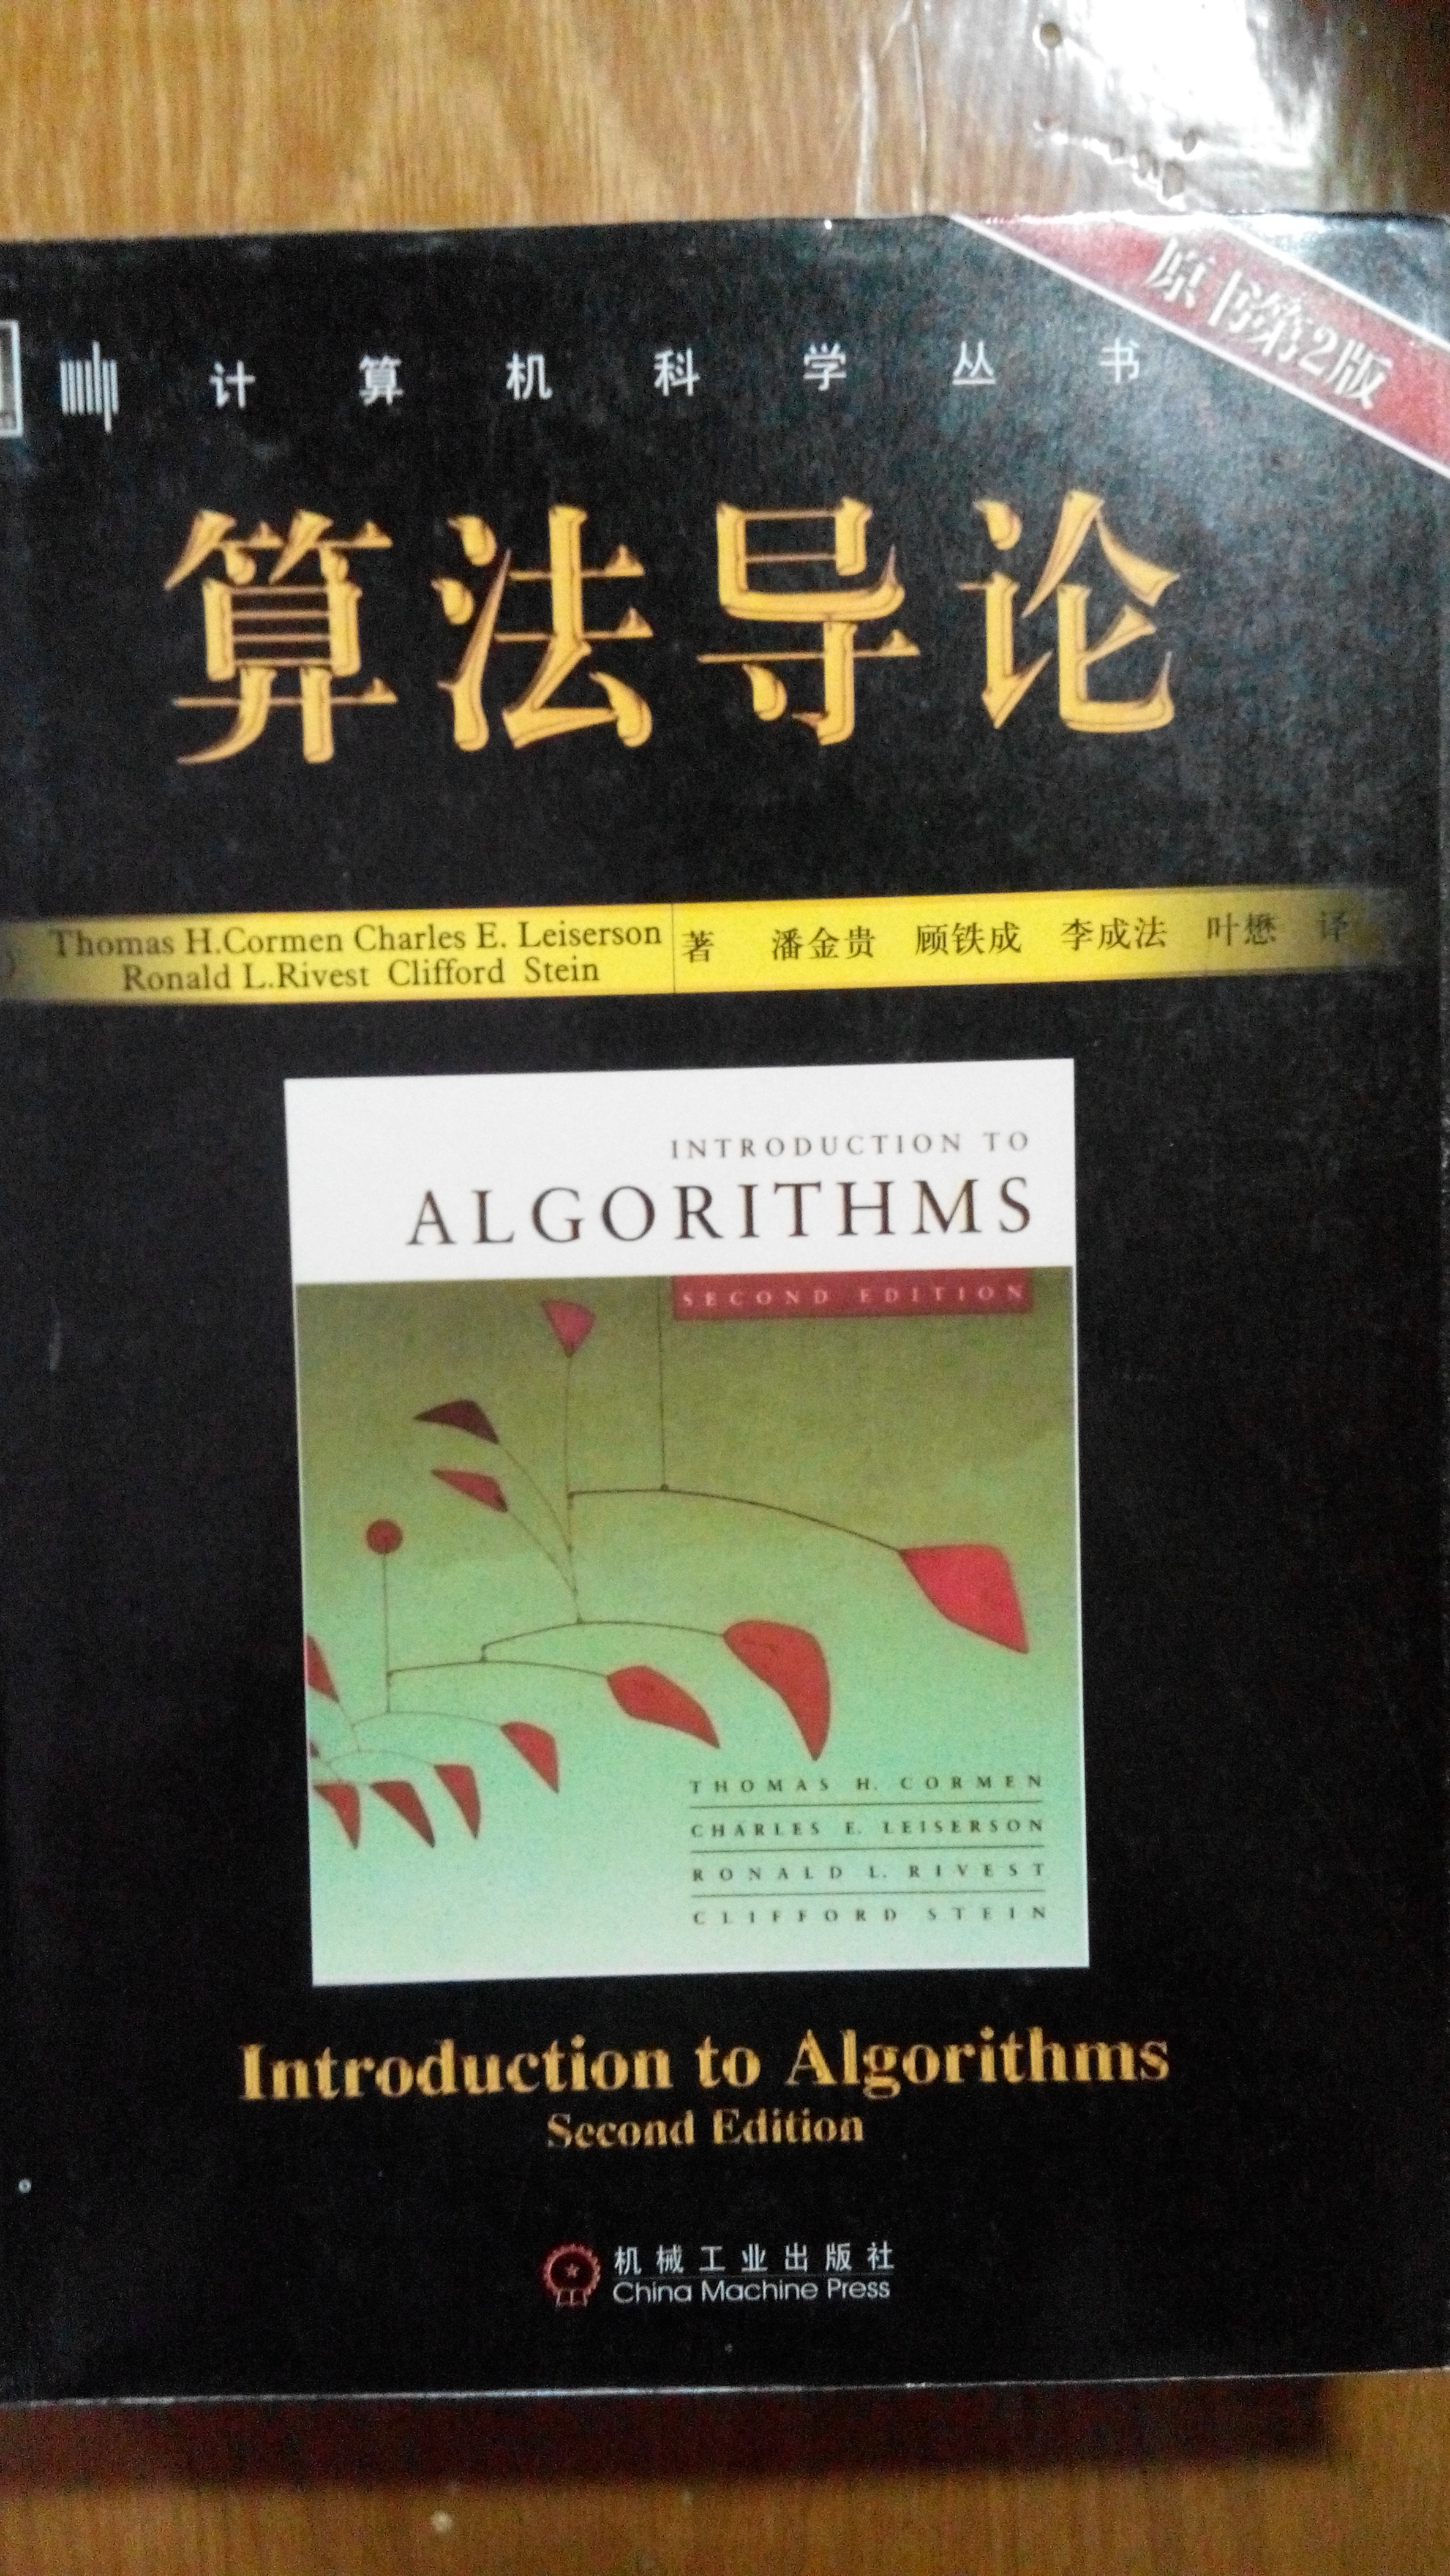 原书第2版
计算机科学丛书
算法导论
Thomas H.Cormen Charles E. Leiserson
Ronald L.Rivest Clifford Stein
著 潘金贵 顾铁成 李成法 叶懋 译
INTRODUCTION TO
ALGORITHMS
SECOND EDITION
THOMAS H. CORMEN
CHARLES E. LEISERSON
RONALD L. RIVEST
CLIFFORD STEIN
Introduction to Algorithms
Second Edition
机械工业出版社
China Machine Press